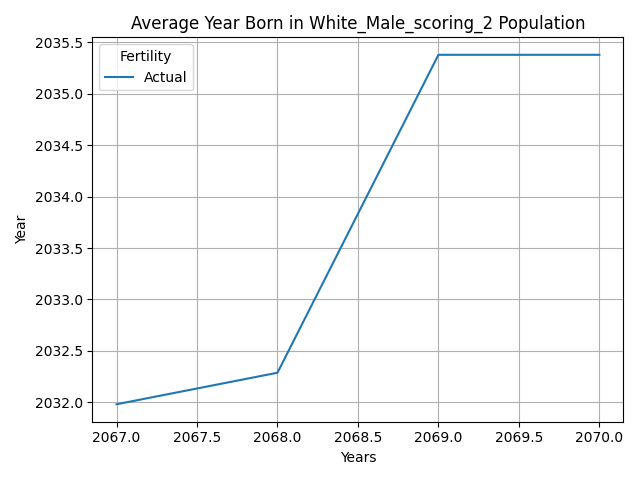 Average Year Born in White_Male_scoring_2 Population
Fertility
Actual
2035.5
2035.0
2034.5
2034.0
2033.5
2033.0
2032.5
2032.0
Year
2067.0 2067.5 2068.0 2068.5 2069.0 2069.5 2070.0
Years